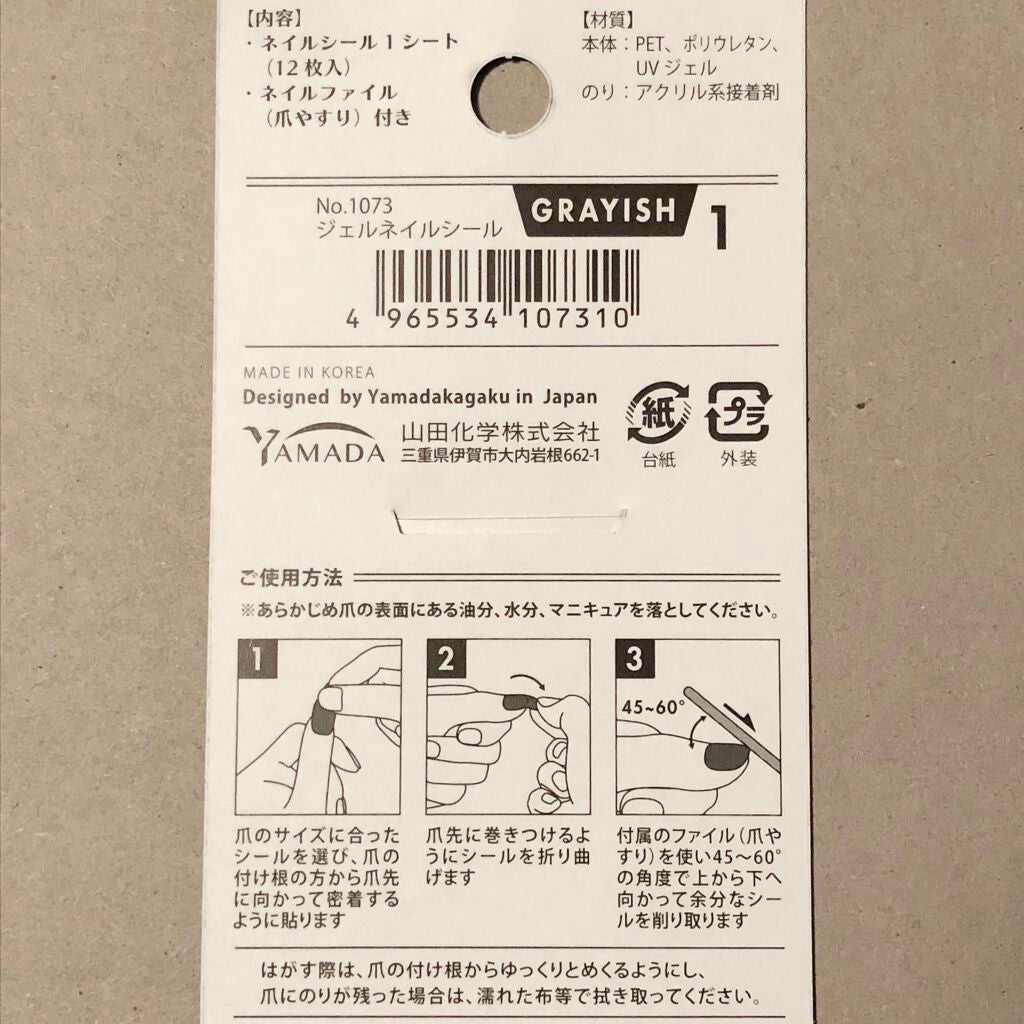 【内容】
・ネイルシール1シート
（12枚入）
・ネイルファイル
（爪やすり）付き
【材質】
本体：PET、ポリウレタン、
UVジェル
のり：アクリル系接着剤
No.1073
ジェルネイルシール
GRAYISH 1
4 965534 107310
MADE IN KOREA
Designed by Yamadakagaku in Japan
YAMADA
山田化学株式会社
三重県伊賀市大内岩根662-1
紙
台紙
プラ
外装
ご使用方法
※あらかじめ爪の表面にある油分、水分、マニキュアを落としてください。
1
爪のサイズに合った
シールを選び、爪の
付け根の方から爪先
に向かって密着する
ように貼ります
2
爪先に巻きつけるよ
うにシールを折り曲
げます
3
45~60°
付属のファイル（爪や
すり）を使い45～60°
の角度で上から下へ
向かって余分なシー
ルを削り取ります
はがす際は、爪の付け根からゆっくりとめくるようにし、
爪にのりが残った場合は、濡れた布等で拭き取ってください。